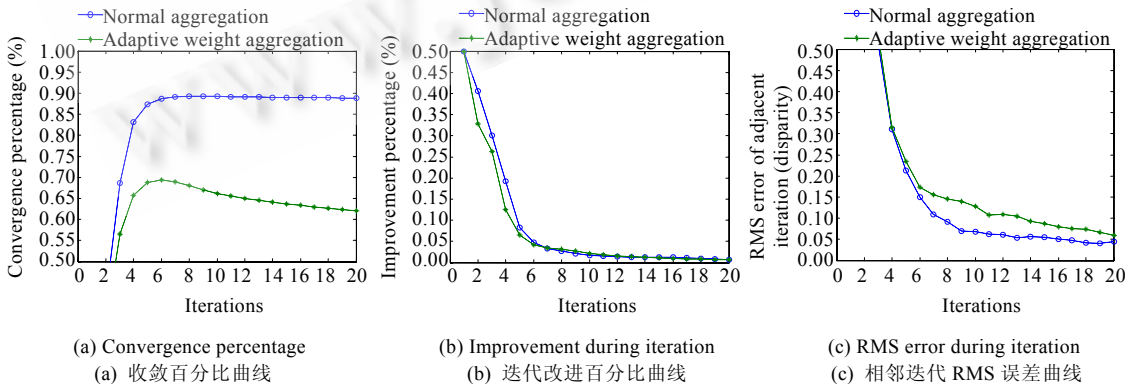 Normal aggregation
Adaptive weight aggregation
Convergence percentage (%)
1.00
0.95
0.90
0.85
0.80
0.75
0.70
0.65
0.60
0.55
0.50
0 2 4 6 8 10 12 14 16 18 20
Iterations
(a) Convergence percentage
(a) 收敛百分比曲线
Normal aggregation
Adaptive weight aggregation
Improvement percentage (%)
0.50
0.45
0.40
0.35
0.30
0.25
0.20
0.15
0.10
0.05
0.00
0 2 4 6 8 10 12 14 16 18 20
Iterations
(b) Improvement during iteration
(b) 迭代改进百分比曲线
Normal aggregation
Adaptive weight aggregation
RMS error of adjacent
iteration (disparity)
0.50
0.45
0.40
0.35
0.30
0.25
0.20
0.15
0.10
0.05
0.00
0 2 4 6 8 10 12 14 16 18 20
Iterations
(c) RMS error during iteration
(c) 相邻迭代 RMS 误差曲线